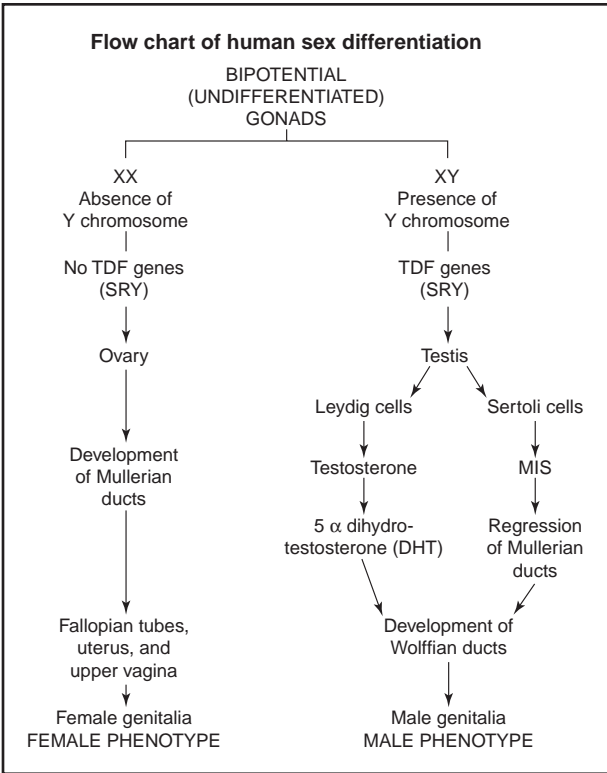 Flow chart of human sex differentiation
BIPOTENTIAL
(UNDIFFERENTIATED)
GONADS
XX
Absence of
Y chromosome
No TDF genes
(SRY)
Ovary
Development
of Mullerian
ducts
Fallopian tubes,
uterus, and
upper vagina
Female genitalia
FEMALE PHENOTYPE
XY
Presence of
Y chromosome
TDF genes
(SRY)
Testis
Leydig cells
Testosterone
5 α dihydro-
testosterone (DHT)
Sertoli cells
MIS
Regression
of Mullerian
ducts
Development of
Wolffian ducts
Male genitalia
MALE PHENOTYPE